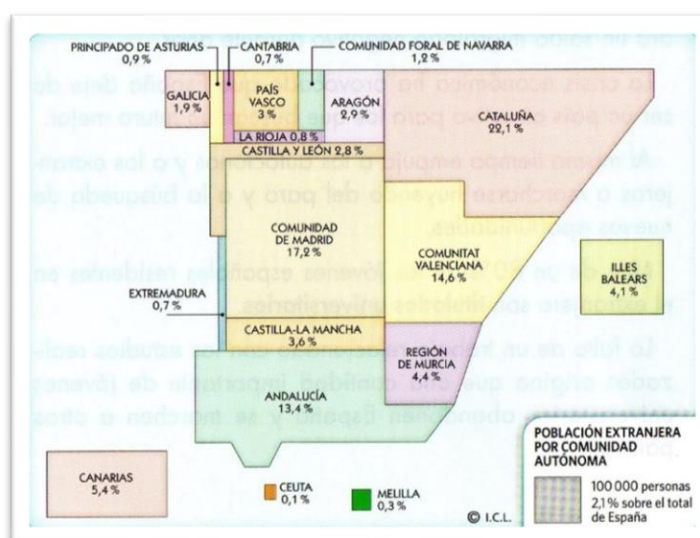 PRINCIPADO DE ASTURIAS
0,9 %
CANTABRIA
0,7 %
COMUNIDAD FORAL DE NAVARRA
1,2 %
GALICIA
1,9 %
PAÍS
VASCO
3 %
ARAGÓN
2,9 %
CATALUÑA
22,1 %
LA RIOJA 0,8 %
CASTILLA Y LEÓN 2,8 %
COMUNIDAD
DE MADRID
17,2 %
COMUNITAT
VALENCIANA
14,6 %
ILLES
BALEARS
4,1 %
EXTREMADURA
0,7 %
CASTILLA-LA MANCHA
3,6 %
REGIÓN
DE MURCIA
4,4 %
ANDALUCÍA
13,4 %
CANARIAS
5,4 %
CEUTA
0,1 %
MELILLA
0,3 %
© I.C.L.
POBLACIÓN EXTRANJERA
POR COMUNIDAD
AUTÓNOMA
100 000 personas
2,1 % sobre el total
de España